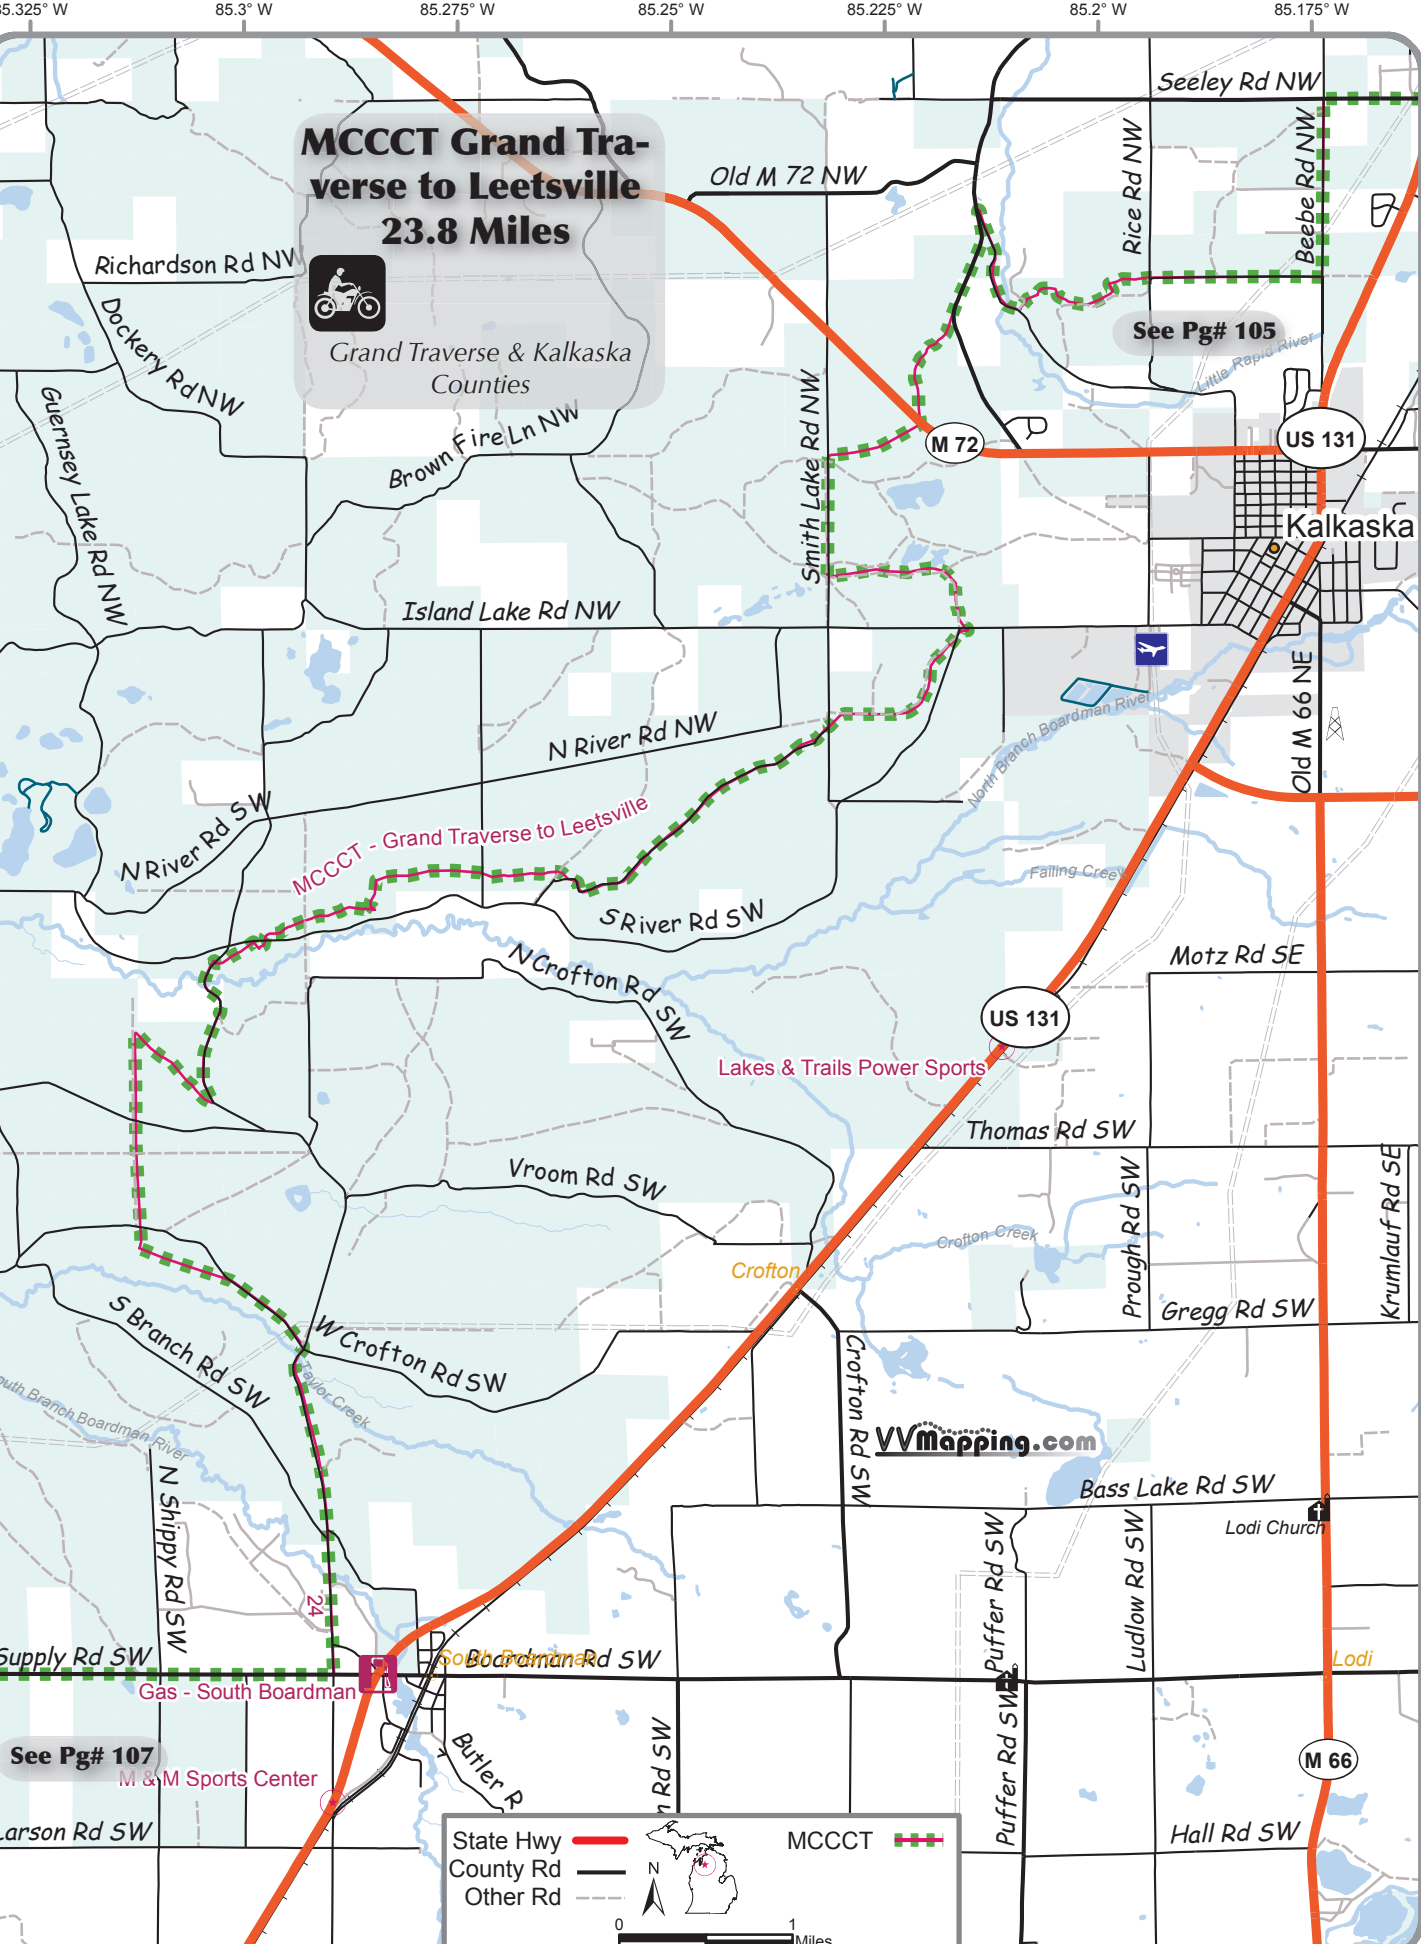 85.325° W
85.3° W
85.275° W
85.25° W
85.225° W
85.2° W
85.175° W
Seeley Rd NW
MCCCT Grand Tra-
verse to Leetsville
23.8 Miles
Grand Traverse & Kalkaska
Counties
Old M 72 NW
Rice Rd NW
Beebe Rd NW
Richardson Rd NW
Dockery Rd NW
See Pg# 105
Little Rapid River
Guernsey Lake Rd NW
Brown Fire Ln NW
Smith Lake Rd NW
M 72
US 131
Kalkaska
Island Lake Rd NW
Old M 66 NE
N River Rd NW
North Branch Boardman River
N River Rd SW
MCCCT - Grand Traverse to Leetsville
Failing Creek
S River Rd SW
N Crofton Rd SW
Motz Rd SE
US 131
Lakes & Trails Power Sports
Thomas Rd SW
Vroom Rd SW
Prough Rd SW
Krumlauf Rd SE
Crofton Creek
Crofton
Gregg Rd SW
S Branch Rd SW
W Crofton Rd SW
Taylor Creek
Crofton Rd SW
outh Branch Boardman River
VVMapping.com
N Shippy Rd SW
Bass Lake Rd SW
Lodi Church
Puffer Rd SW
Ludlow Rd SW
24
Supply Rd SW
South Boardman
Boardman Rd SW
Lodi
Gas - South Boardman
See Pg# 107
M & M Sports Center
Butler R
n Rd SW
Puffer Rd SW
M 66
Larson Rd SW
Hall Rd SW
State Hwy
MCCCT
County Rd
N
Other Rd
0 1
Miles